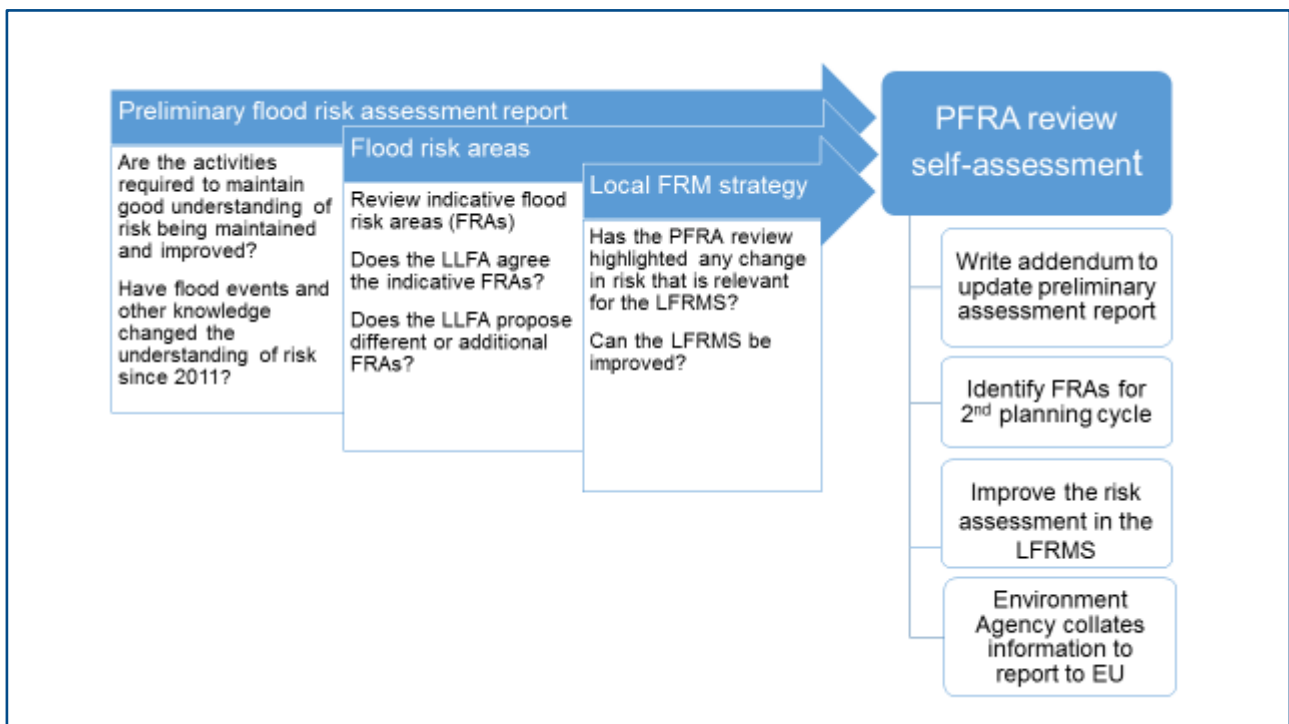 Preliminary flood risk assessment report
Are the activities
required to maintain
good understanding of
risk being maintained
and improved?
Have flood events and
other knowledge
changed the
understanding of risk
since 2011?
Flood risk areas
Review indicative flood
risk areas (FRAs)
Does the LLFA agree
the indicative FRAs?
Does the LLFA propose
different or additional
FRAs?
Local FRM strategy
Has the PFRA review
highlighted any change
in risk that is relevant
for the LFRMS?
Can the LFRMS be
improved?
PFRA review
self-assessment
Write addendum to
update preliminary
assessment report
Identify FRAs for
2nd planning cycle
Improve the risk
assessment in the
LFRMS
Environment
Agency collates
information to
report to EU